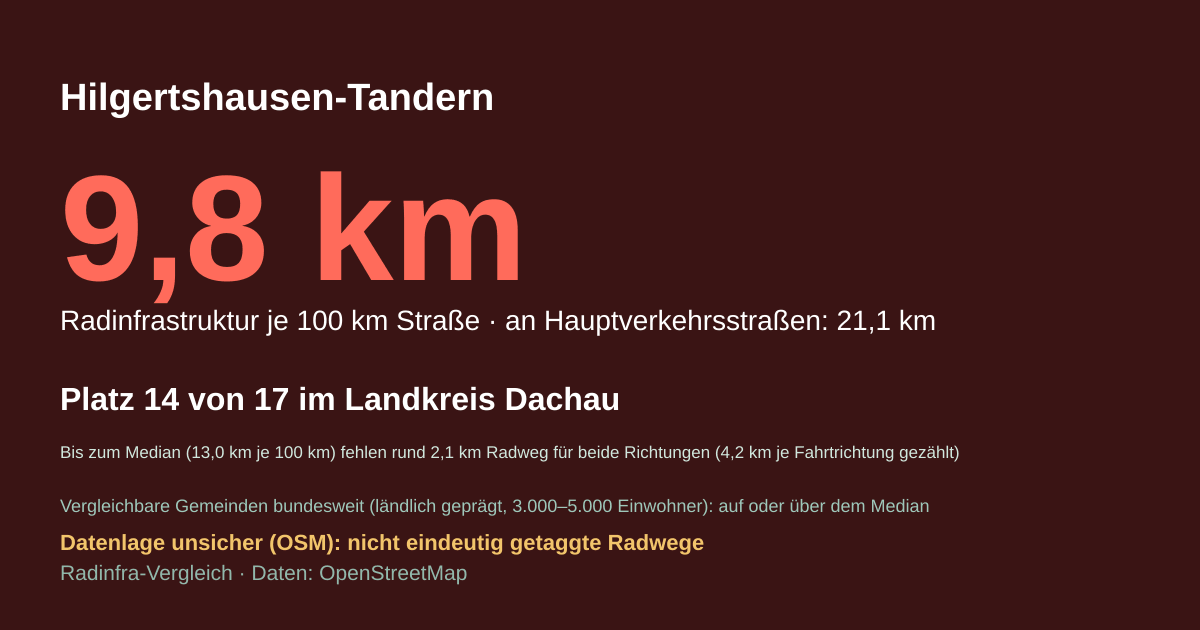 Hilgertshausen-Tandern
9,8 km
Radinfrastruktur je 100 km Straße · an Hauptverkehrsstraßen: 21,1 km
Platz 14 von 17 im Landkreis Dachau
Bis zum Median (13,0 km je 100 km) fehlen rund 2,1 km Radweg für beide Richtungen (4,2 km je Fahrtrichtung gezählt)
Vergleichbare Gemeinden bundesweit (ländlich geprägt, 3.000–5.000 Einwohner): auf oder über dem Median
Datenlage unsicher (OSM): nicht eindeutig getaggte Radwege
Radinfra-Vergleich · Daten: OpenStreetMap